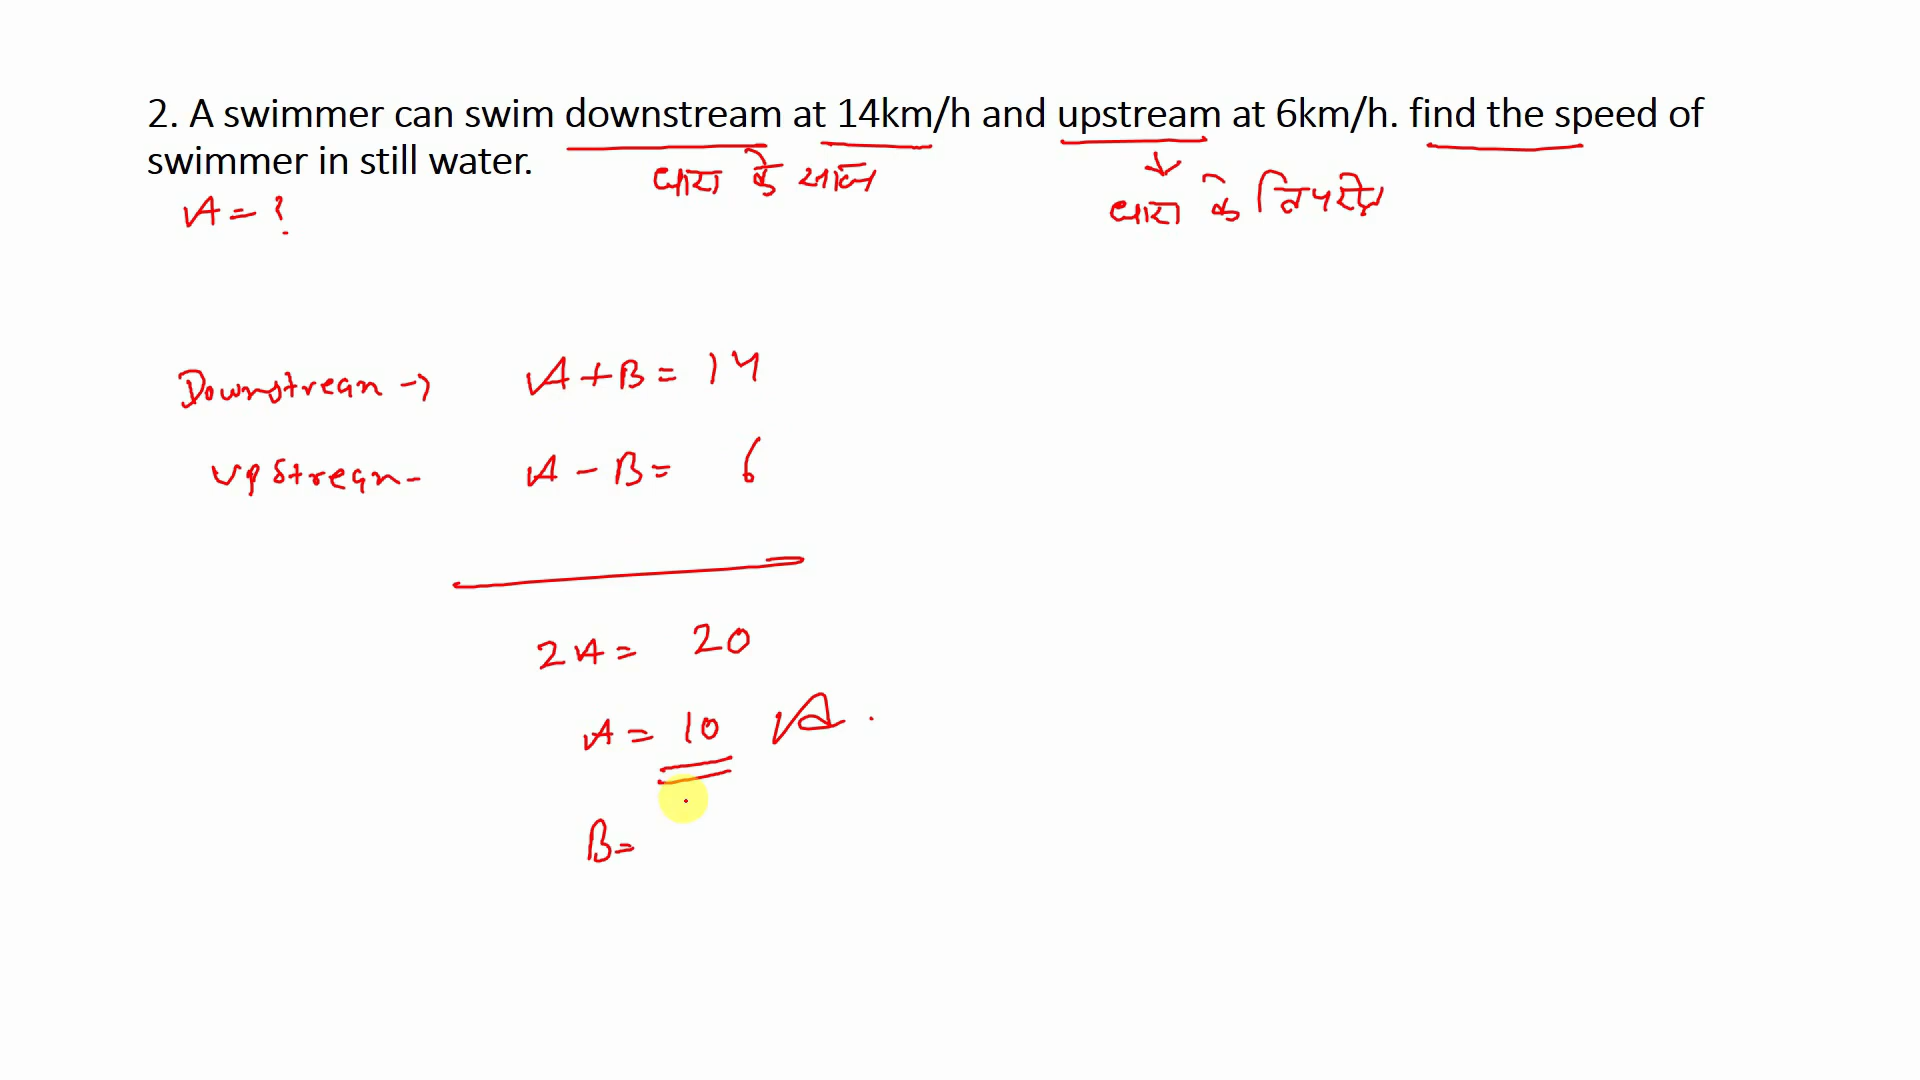 2. A swimmer can swim downstream at 14km/h and upstream at 6km/h. find the speed of
swimmer in still water.
धारा के साथ
धारा के विपरीत
A = ?
Downstream → A + B = 14
Upstream - A - B = 6
2A = 20
A = 10
B =